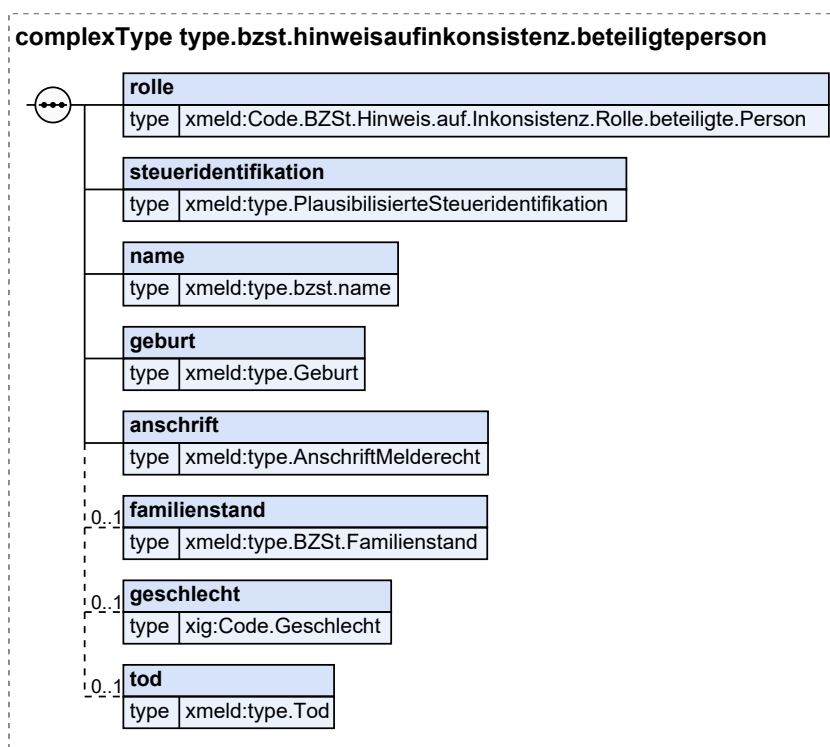 complexType type.bzst.hinweisaufinkonsistenz.beteiligteperson
rolle
type xmeld:Code.BZSt.Hinweis.auf.Inkonsistenz.Rolle.beteiligte.Person
steueridentifikation
type xmeld:type.PlausibilisierteSteueridentifikation
name
type xmeld:type.bzst.name
geburt
type xmeld:type.Geburt
anschrift
type xmeld:type.AnschriftMelderecht
0..1 familienstand
type xmeld:type.BZSt.Familienstand
0..1 geschlecht
type xig:Code.Geschlecht
0..1 tod
type xmeld:type.Tod